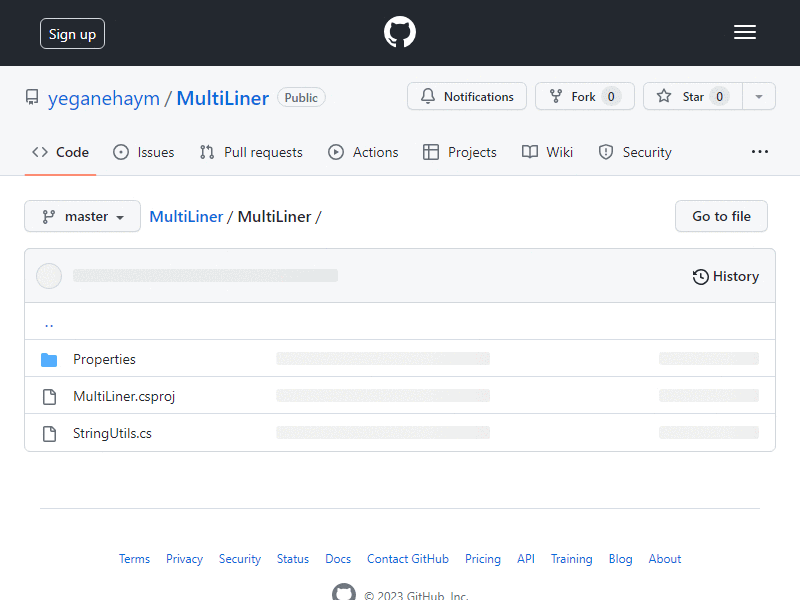 Sign up
yeganehaym / MultiLiner Public
Notifications Fork 0 Star 0
Code Issues Pull requests Actions Projects Wiki Security ...
master MultiLiner / MultiLiner / Go to file
History
..
Properties
MultiLiner.csproj
StringUtils.cs
Terms Privacy Security Status Docs Contact GitHub Pricing API Training Blog About
© 2023 GitHub, Inc.